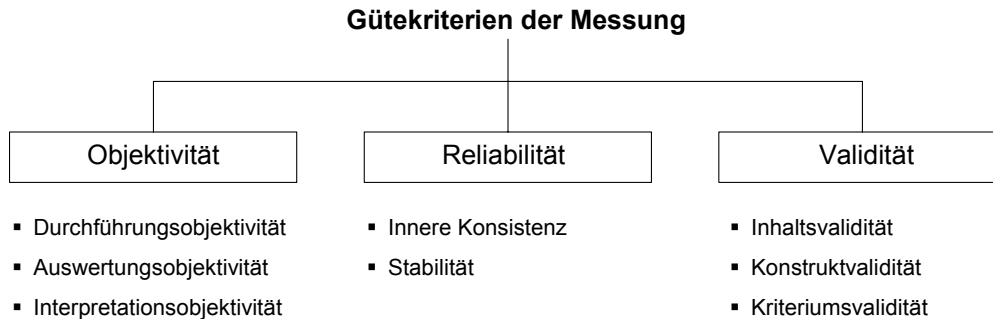 Gütekriterien der Messung
Objektivität
▪ Durchführungsobjektivität
▪ Auswertungsobjektivität
▪ Interpretationsobjektivität
Reliabilität
▪ Innere Konsistenz
▪ Stabilität
Validität
▪ Inhaltsvalidität
▪ Konstruktvalidität
▪ Kriteriumsvalidität